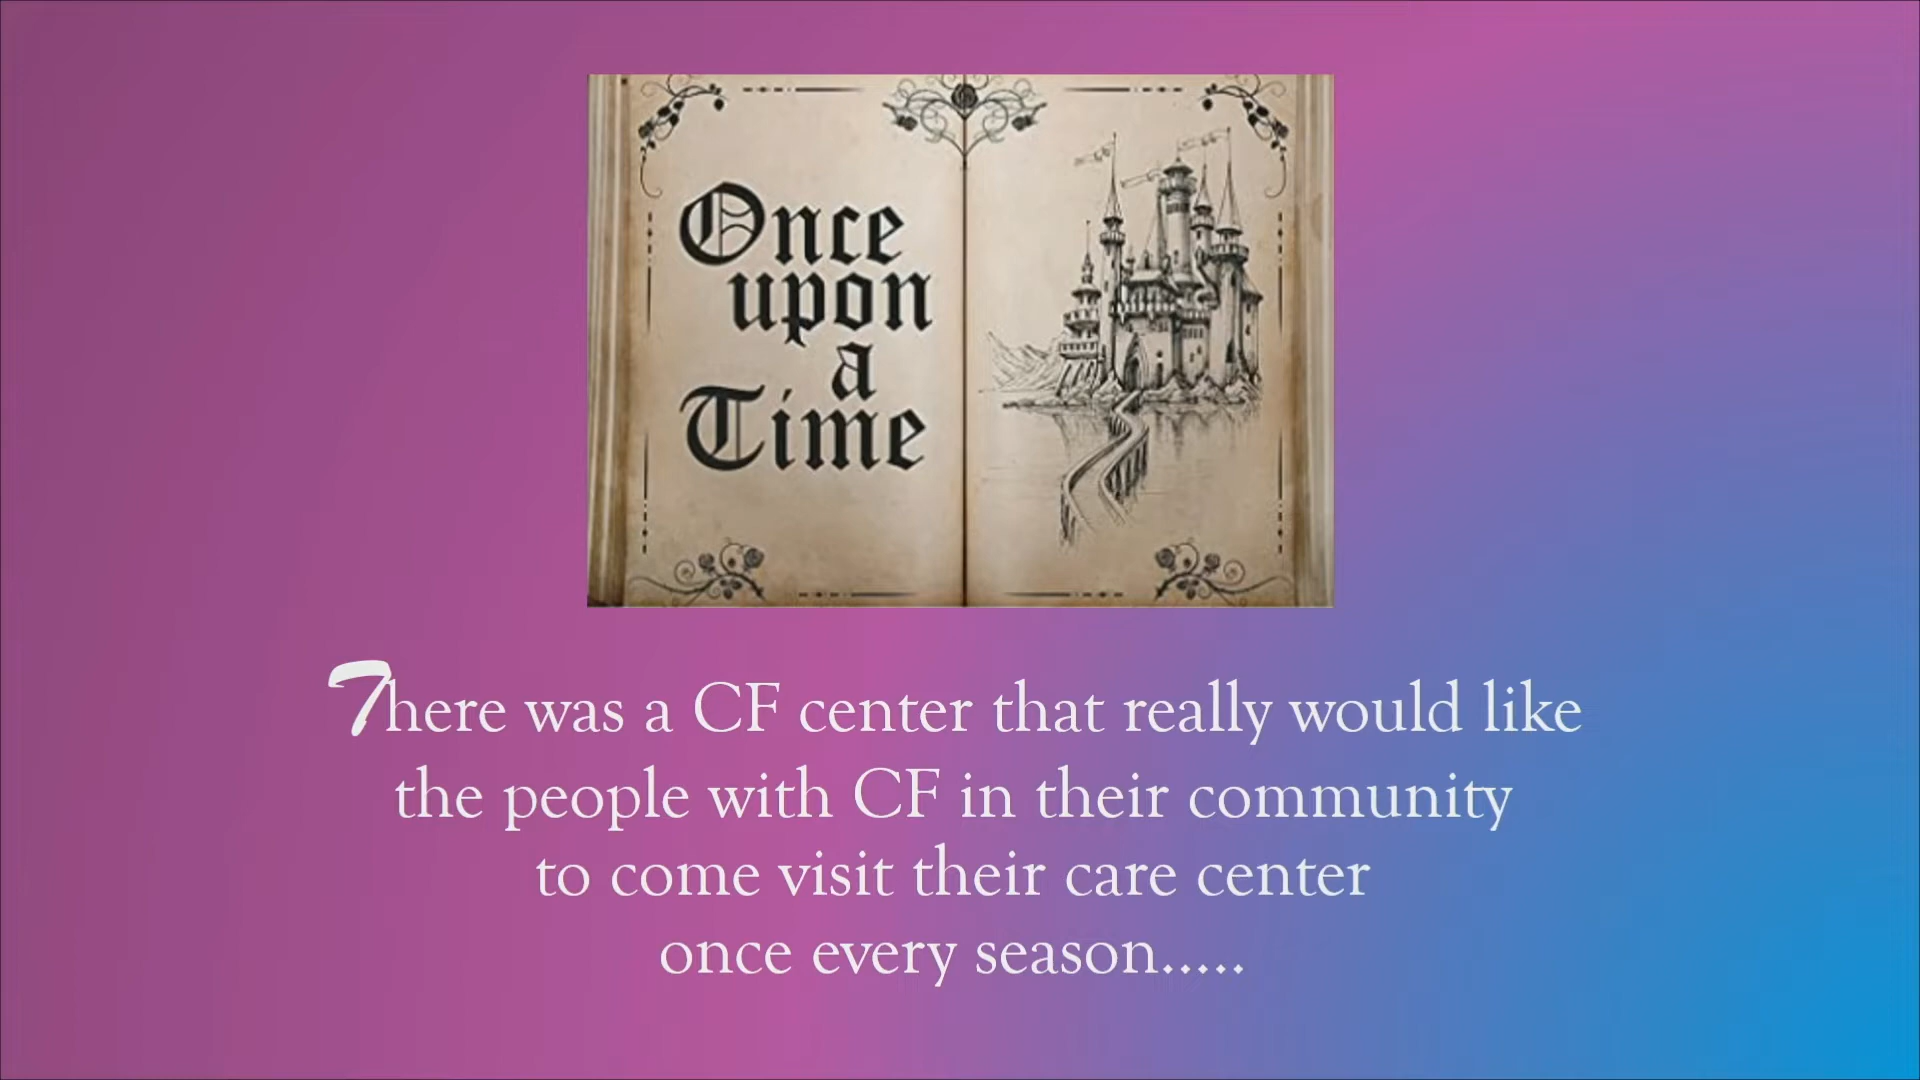 Once
upon
a
Time
There was a CF center that really would like
the people with CF in their community
to come visit their care center
once every season.....